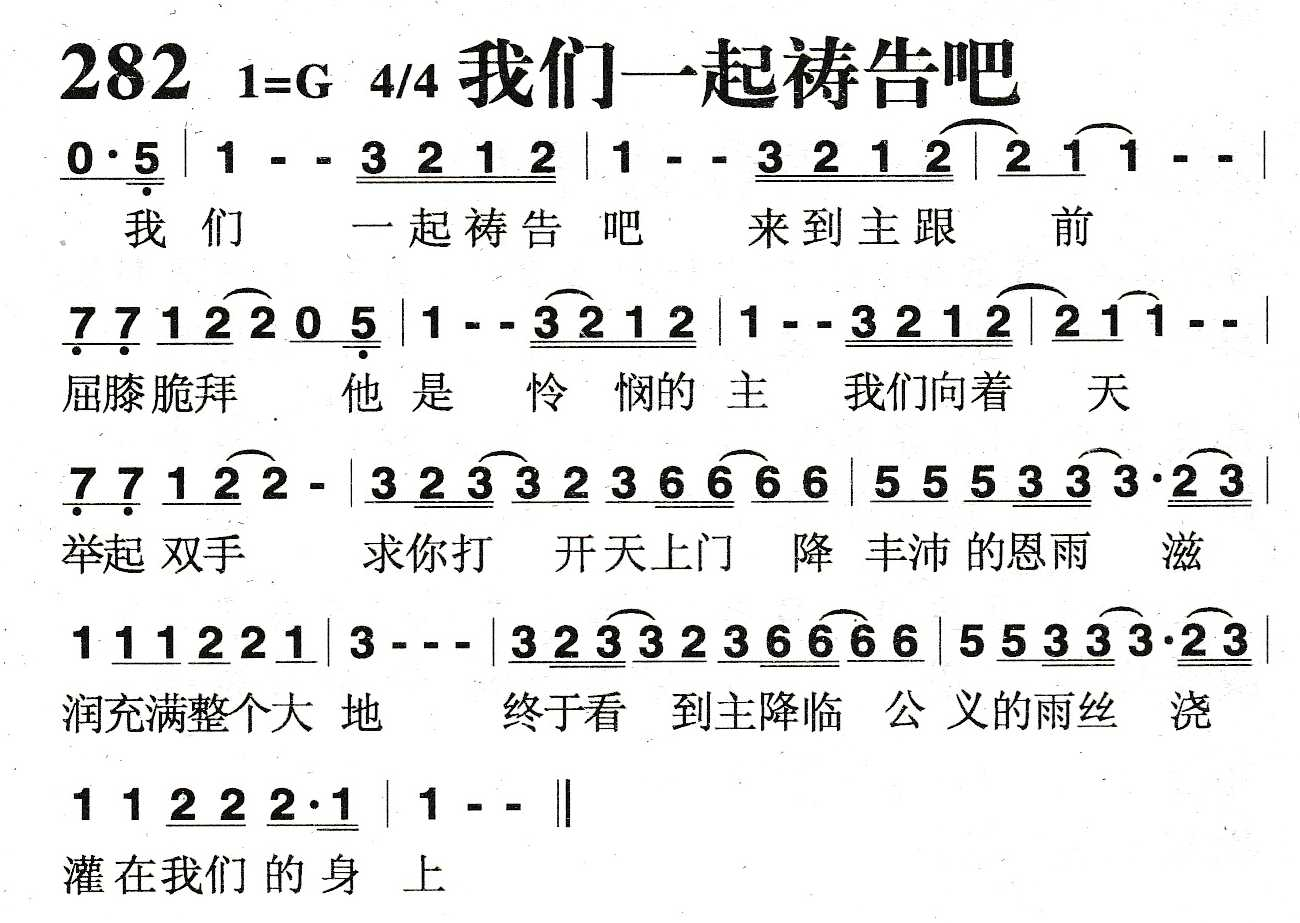 282 1=G 4/4 我们一起祷告吧
0·5 | 1 - - 3 2 1 2 | 1 - - 3 2 1 2 | 2 1 1 - - |
我们 一起祷告 吧 来到主跟 前
7 7 1 2 2 0 5 | 1 - - 3 2 1 2 | 1 - - 3 2 1 2 | 2 1 1 - - |
屈膝脆拜 他是 怜 悯的 主 我们向着 天
7 7 1 2 2 - | 3 2 3 3 2 3 6 6 6 6 | 5 5 5 3 3 3·2 3 |
举起 双手 求你打 开天上门 降 丰沛 的恩雨 滋
1 1 1 2 2 1 | 3 - - - | 3 2 3 3 2 3 6 6 6 6 | 5 5 3 3 3·2 3 |
润充满整个大 地 终于看 到主降临 公 义的雨丝 浇
1 1 2 2 2·1 | 1 - - ‖
灌在我们 的 身 上